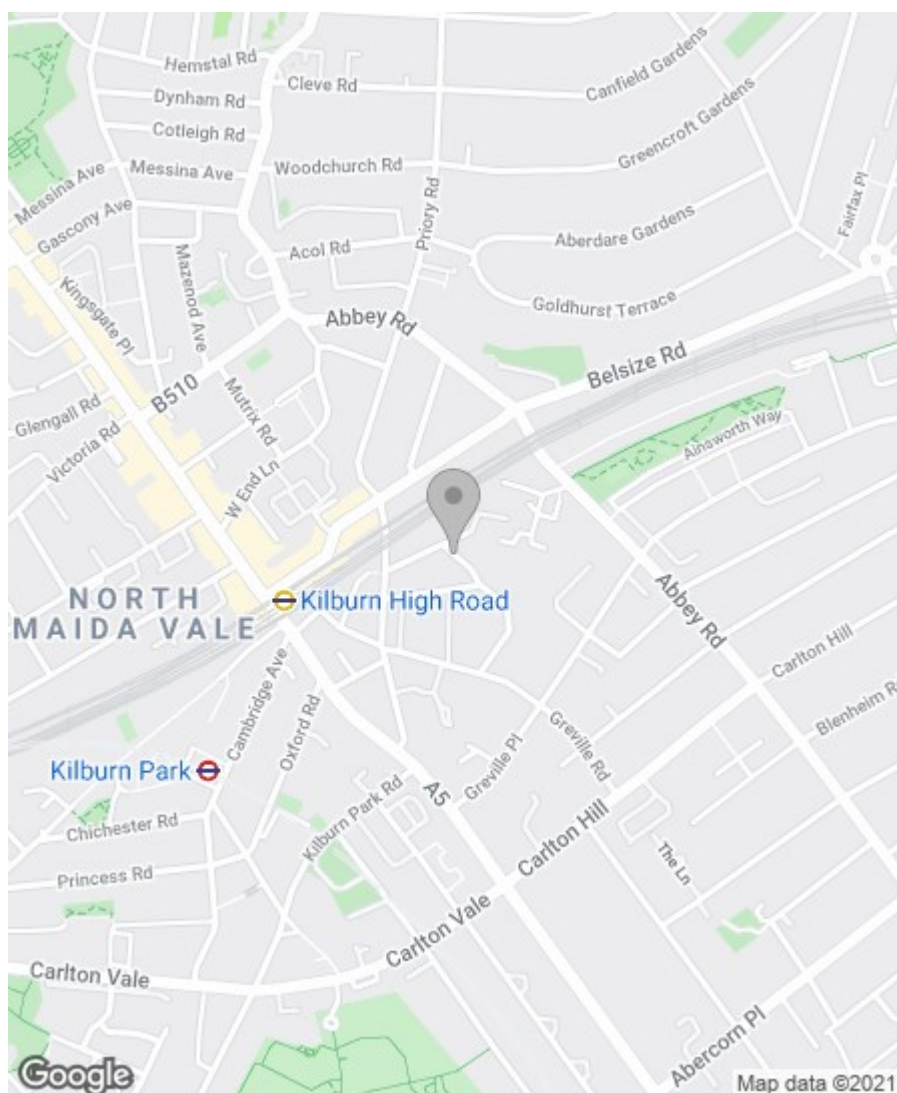 Hemstal Rd
Cleve Rd
Canfield Gardens
Dynham Rd
Cotleigh Rd
Greencroft Gardens
Messina Ave
Messina Ave
Woodchurch Rd
Gascony Ave
Priory Rd
Fairfax Pl
Aberdare Gardens
Acol Rd
Mazenod Ave
Kingsgate Pl
Goldhurst Terrace
Abbey Rd
Belsize Rd
B510
Glengall Rd
Mutrix Rd
Victoria Rd
Ainsworth Way
W End Ln
NORTH
MAIDA VALE
Kilburn High Road
Abbey Rd
Carlton Hill
Cambridge Ave
Oxford Rd
Blenheim R
Greville Pl
Greville Rd
Kilburn Park
Kilburn Park Rd
A5
Chichester Rd
Carlton Hill
The Ln
Princess Rd
Carlton Vale
Carlton Vale
Abercorn Pl
Google
Map data ©2021